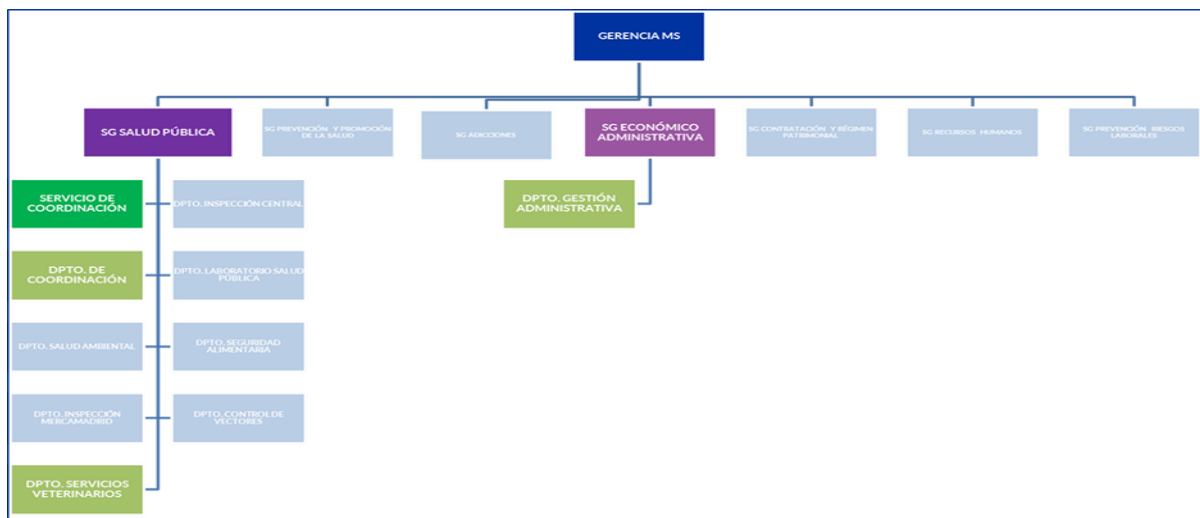 GERENCIA MS
SG SALUD PÚBLICA
SG PREVENCIÓN Y PROMOCIÓN
DE LA SALUD
SG ADICCIONES
SG ECONÓMICO
ADMINISTRATIVA
SG CONTRATACIÓN Y RÉGIMEN
PATRIMONIAL
SG RECURSOS HUMANOS
SG PREVENCIÓN RIESGOS
LABORALES
SERVICIO DE
COORDINACIÓN
DPTO. INSPECCIÓN CENTRAL
DPTO. GESTIÓN
ADMINISTRATIVA
DPTO. DE
COORDINACIÓN
DPTO. LABORATORIO SALUD
PÚBLICA
DPTO. SALUD AMBIENTAL
DPTO. SEGURIDAD
ALIMENTARIA
DPTO. INSPECCIÓN
MERCAMADRID
DPTO. CONTROL DE
VECTORES
DPTO. SERVICIOS
VETERINARIOS